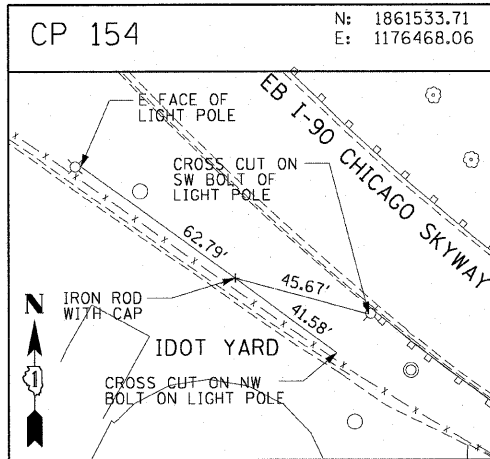 CP 154
N: 1861533.71
E: 1176468.06
E FACE OF
LIGHT POLE
EB I-90 CHICAGO SKYWAY
CROSS CUT ON
SW BOLT OF
LIGHT POLE
62.79'
45.67'
41.58'
IRON ROD
WITH CAP
N
IDOT YARD
CROSS CUT ON NW
BOLT ON LIGHT POLE
1